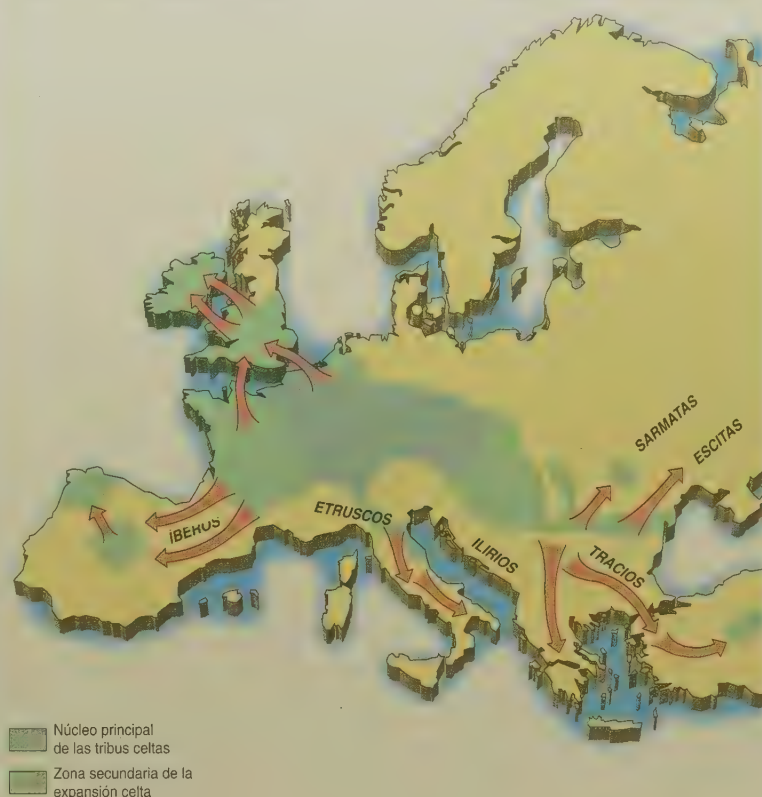 SARMATAS
ESCITAS
IBEROS
ETRUSCOS
ILIRIOS
TRACIOS
Núcleo principal
de las tribus celtas
Zona secundaria de la
expansión celta